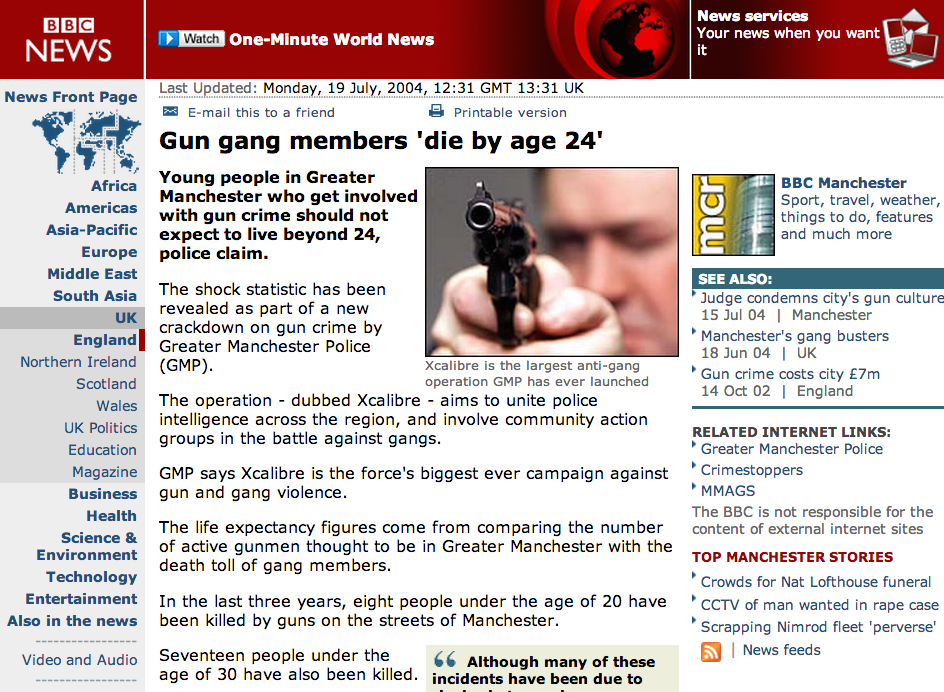 BBC
NEWS
Watch One-Minute World News
News services
Your news when you want
it
News Front Page
Africa
Americas
Asia-Pacific
Europe
Middle East
South Asia
UK
England
Northern Ireland
Scotland
Wales
UK Politics
Education
Magazine
Business
Health
Science &
Environment
Technology
Entertainment
Also in the news
-----------------
Video and Audio
-----------------
Last Updated: Monday, 19 July, 2004, 12:31 GMT 13:31 UK
E-mail this to a friend
Printable version
Gun gang members 'die by age 24'
Young people in Greater
Manchester who get involved
with gun crime should not
expect to live beyond 24,
police claim.
The shock statistic has been
revealed as part of a new
crackdown on gun crime by
Greater Manchester Police
(GMP).
Xcalibre is the largest anti-gang
operation GMP has ever launched
The operation - dubbed Xcalibre - aims to unite police
intelligence across the region, and involve community action
groups in the battle against gangs.
GMP says Xcalibre is the force's biggest ever campaign against
gun and gang violence.
The life expectancy figures come from comparing the number
of active gunmen thought to be in Greater Manchester with the
death toll of gang members.
In the last three years, eight people under the age of 20 have
been killed by guns on the streets of Manchester.
Seventeen people under the
age of 30 have also been killed.
“ Although many of these
incidents have been due to
mcr
BBC Manchester
Sport, travel, weather,
things to do, features
and much more
SEE ALSO:
Judge condemns city's gun culture
15 Jul 04 | Manchester
Manchester's gang busters
18 Jun 04 | UK
Gun crime costs city £7m
14 Oct 02 | England
RELATED INTERNET LINKS:
Greater Manchester Police
Crimestoppers
MMAGS
The BBC is not responsible for the
content of external internet sites
TOP MANCHESTER STORIES
Crowds for Nat Lofthouse funeral
CCTV of man wanted in rape case
Scrapping Nimrod fleet 'perverse'
| News feeds